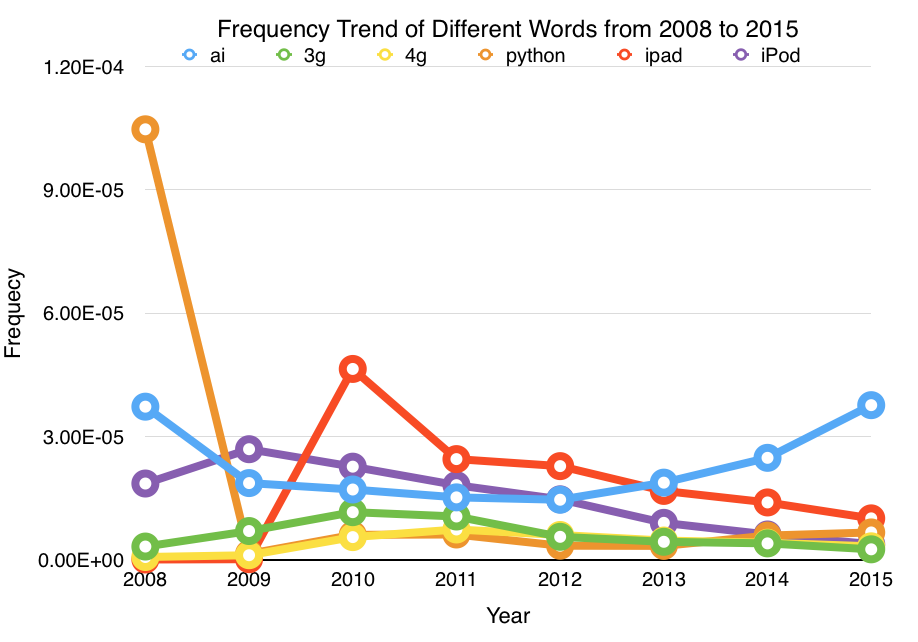 Frequency Trend of Different Words from 2008 to 2015
ai 3g 4g python ipad iPod
1.20E-04
9.00E-05
6.00E-05
3.00E-05
0.00E+00
Frequecy
2008 2009 2010 2011 2012 2013 2014 2015
Year